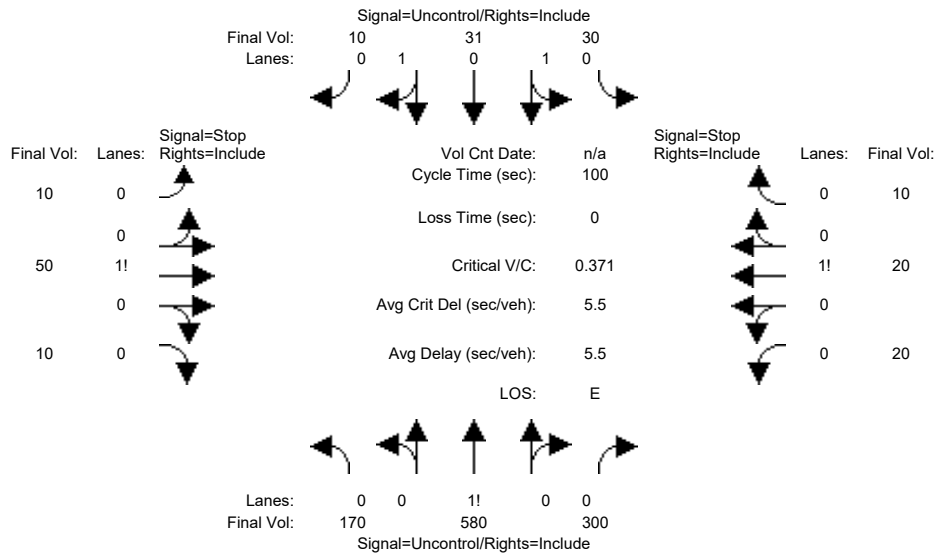 Signal=Uncontrol/Rights=Include
Final Vol: 10 31 30
Lanes: 0 1 0 1 0
Signal=Stop Signal=Stop
Final Vol: Lanes: Rights=Include Vol Cnt Date: n/a Rights=Include Lanes: Final Vol:
Cycle Time (sec): 100
10 0 0 10
Loss Time (sec): 0
0 0
50 1! Critical V/C: 0.371 1! 20
0 Avg Crit Del (sec/veh): 5.5 0
10 0 Avg Delay (sec/veh): 5.5 0 20
LOS: E
Lanes: 0 0 1! 0 0
Final Vol: 170 580 300
Signal=Uncontrol/Rights=Include